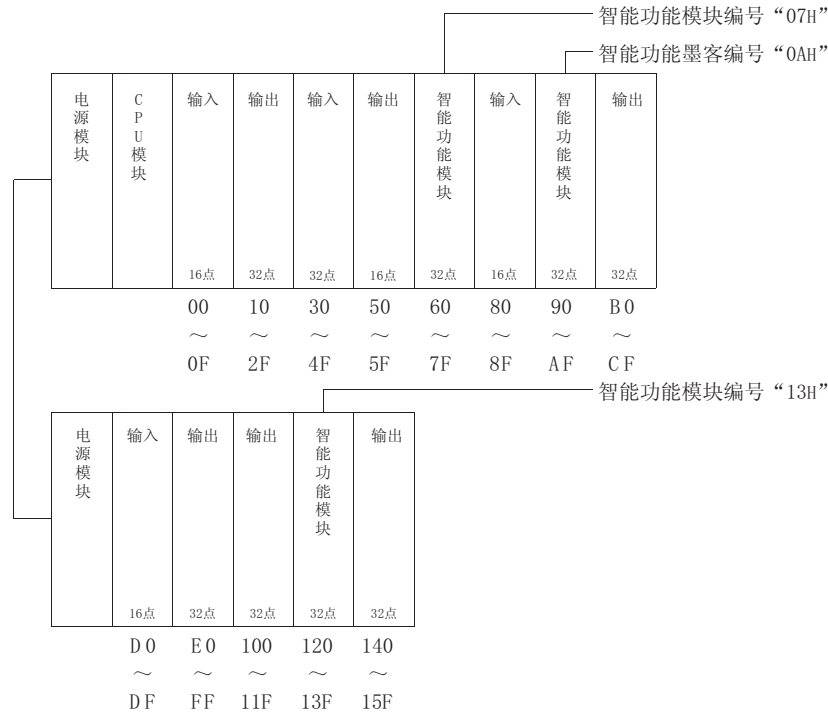 智能功能模块编号“07H”
智能功能墨客编号“0AH”
电源模块
CPU模块
输入
输出
输入
输出
智能功能模块
输入
智能功能模块
输出
16点
32点
32点
16点
32点
16点
32点
32点
00 10 30 50 60 80 90 B0
～ ～ ～ ～ ～ ～ ～ ～
0F 2F 4F 5F 7F 8F AF CF
智能功能模块编号“13H”
电源模块
输入
输出
输出
智能功能模块
输出
16点
32点
32点
32点
32点
D0 E0 100 120 140
～ ～ ～ ～ ～
DF FF 11F 13F 15F